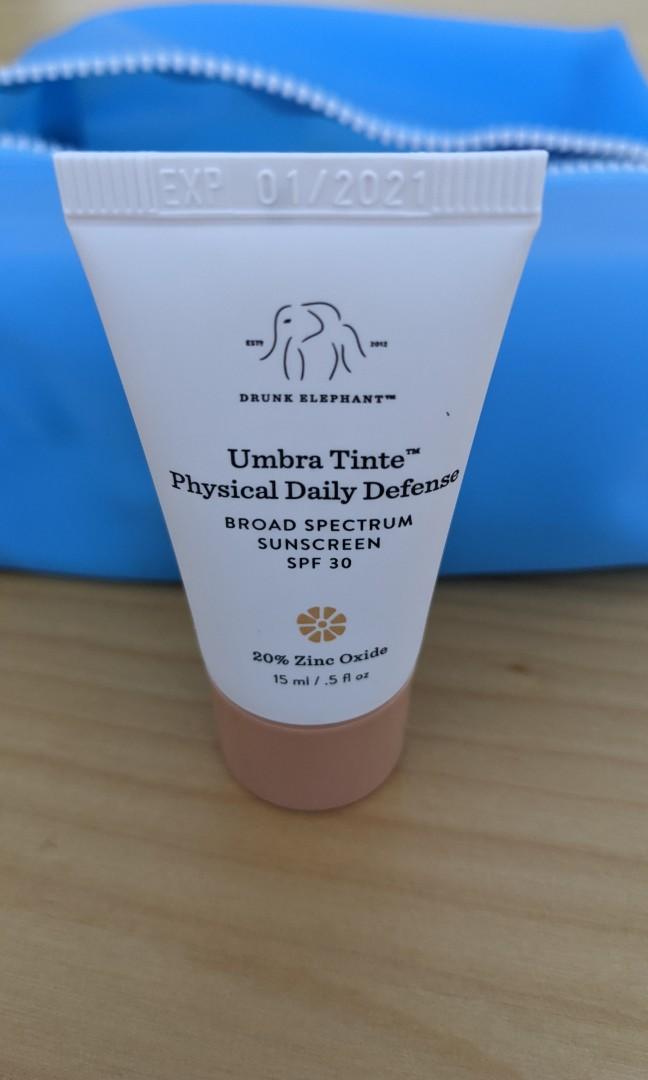 EXP 01/2021
ESTD 2012
DRUNK ELEPHANT™
Umbra Tinte™
Physical Daily Defense
BROAD SPECTRUM
SUNSCREEN
SPF 30
20% Zinc Oxide
15 ml / .5 fl oz